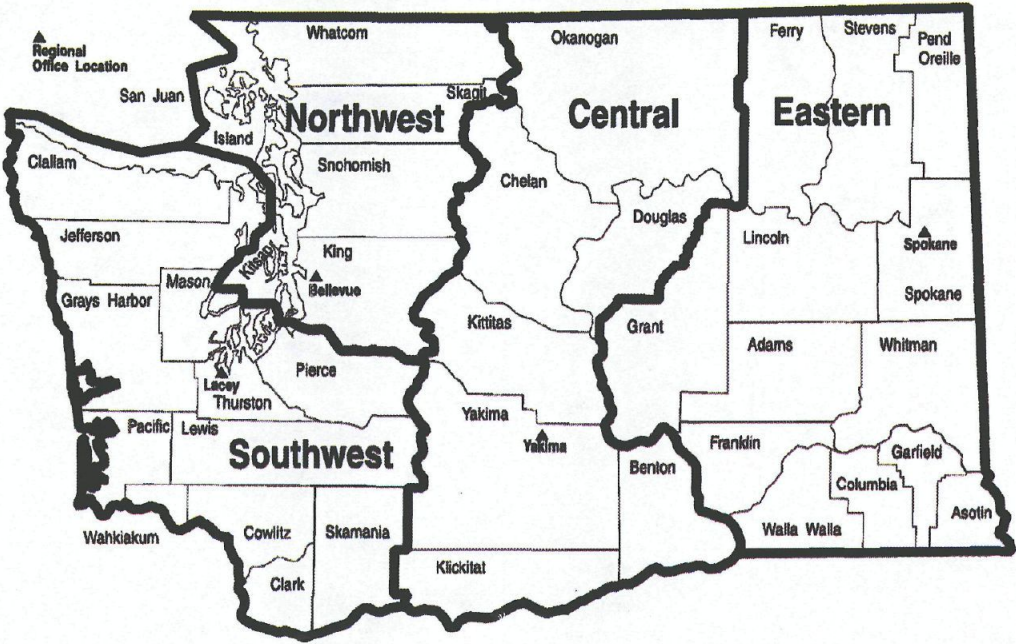 Regional
Office Location
San Juan
Whatcom
Skagit
Northwest
Island
Snohomish
King
Bellevue
Kitsap
Okanogan
Central
Chelan
Douglas
Kittitas
Yakima
Yakima
Benton
Klickitat
Ferry
Stevens
Pend
Oreille
Eastern
Lincoln
Spokane
Spokane
Grant
Adams
Whitman
Franklin
Garfield
Columbia
Walla Walla
Asotin
Clallam
Jefferson
Mason
Grays Harbor
Pierce
Lacey
Thurston
Pacific
Lewis
Southwest
Wahkiakum
Cowlitz
Skamania
Clark